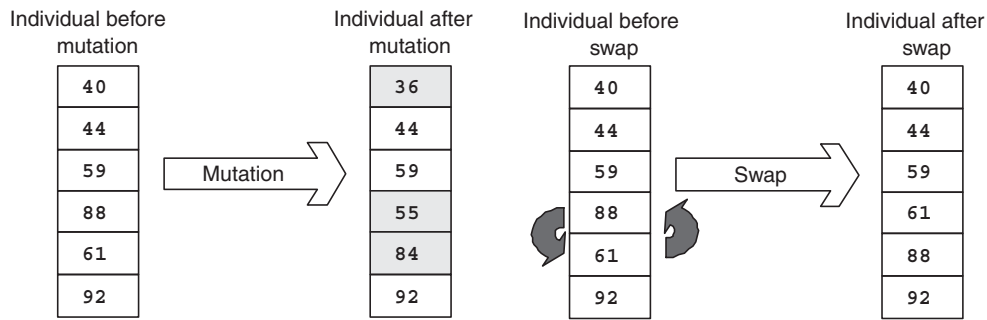 Individual before
mutation
40
44
59
88
61
92
Mutation
Individual after
mutation
36
44
59
55
84
92
Individual before
swap
40
44
59
88
61
92
Swap
Individual after
swap
40
44
59
61
88
92